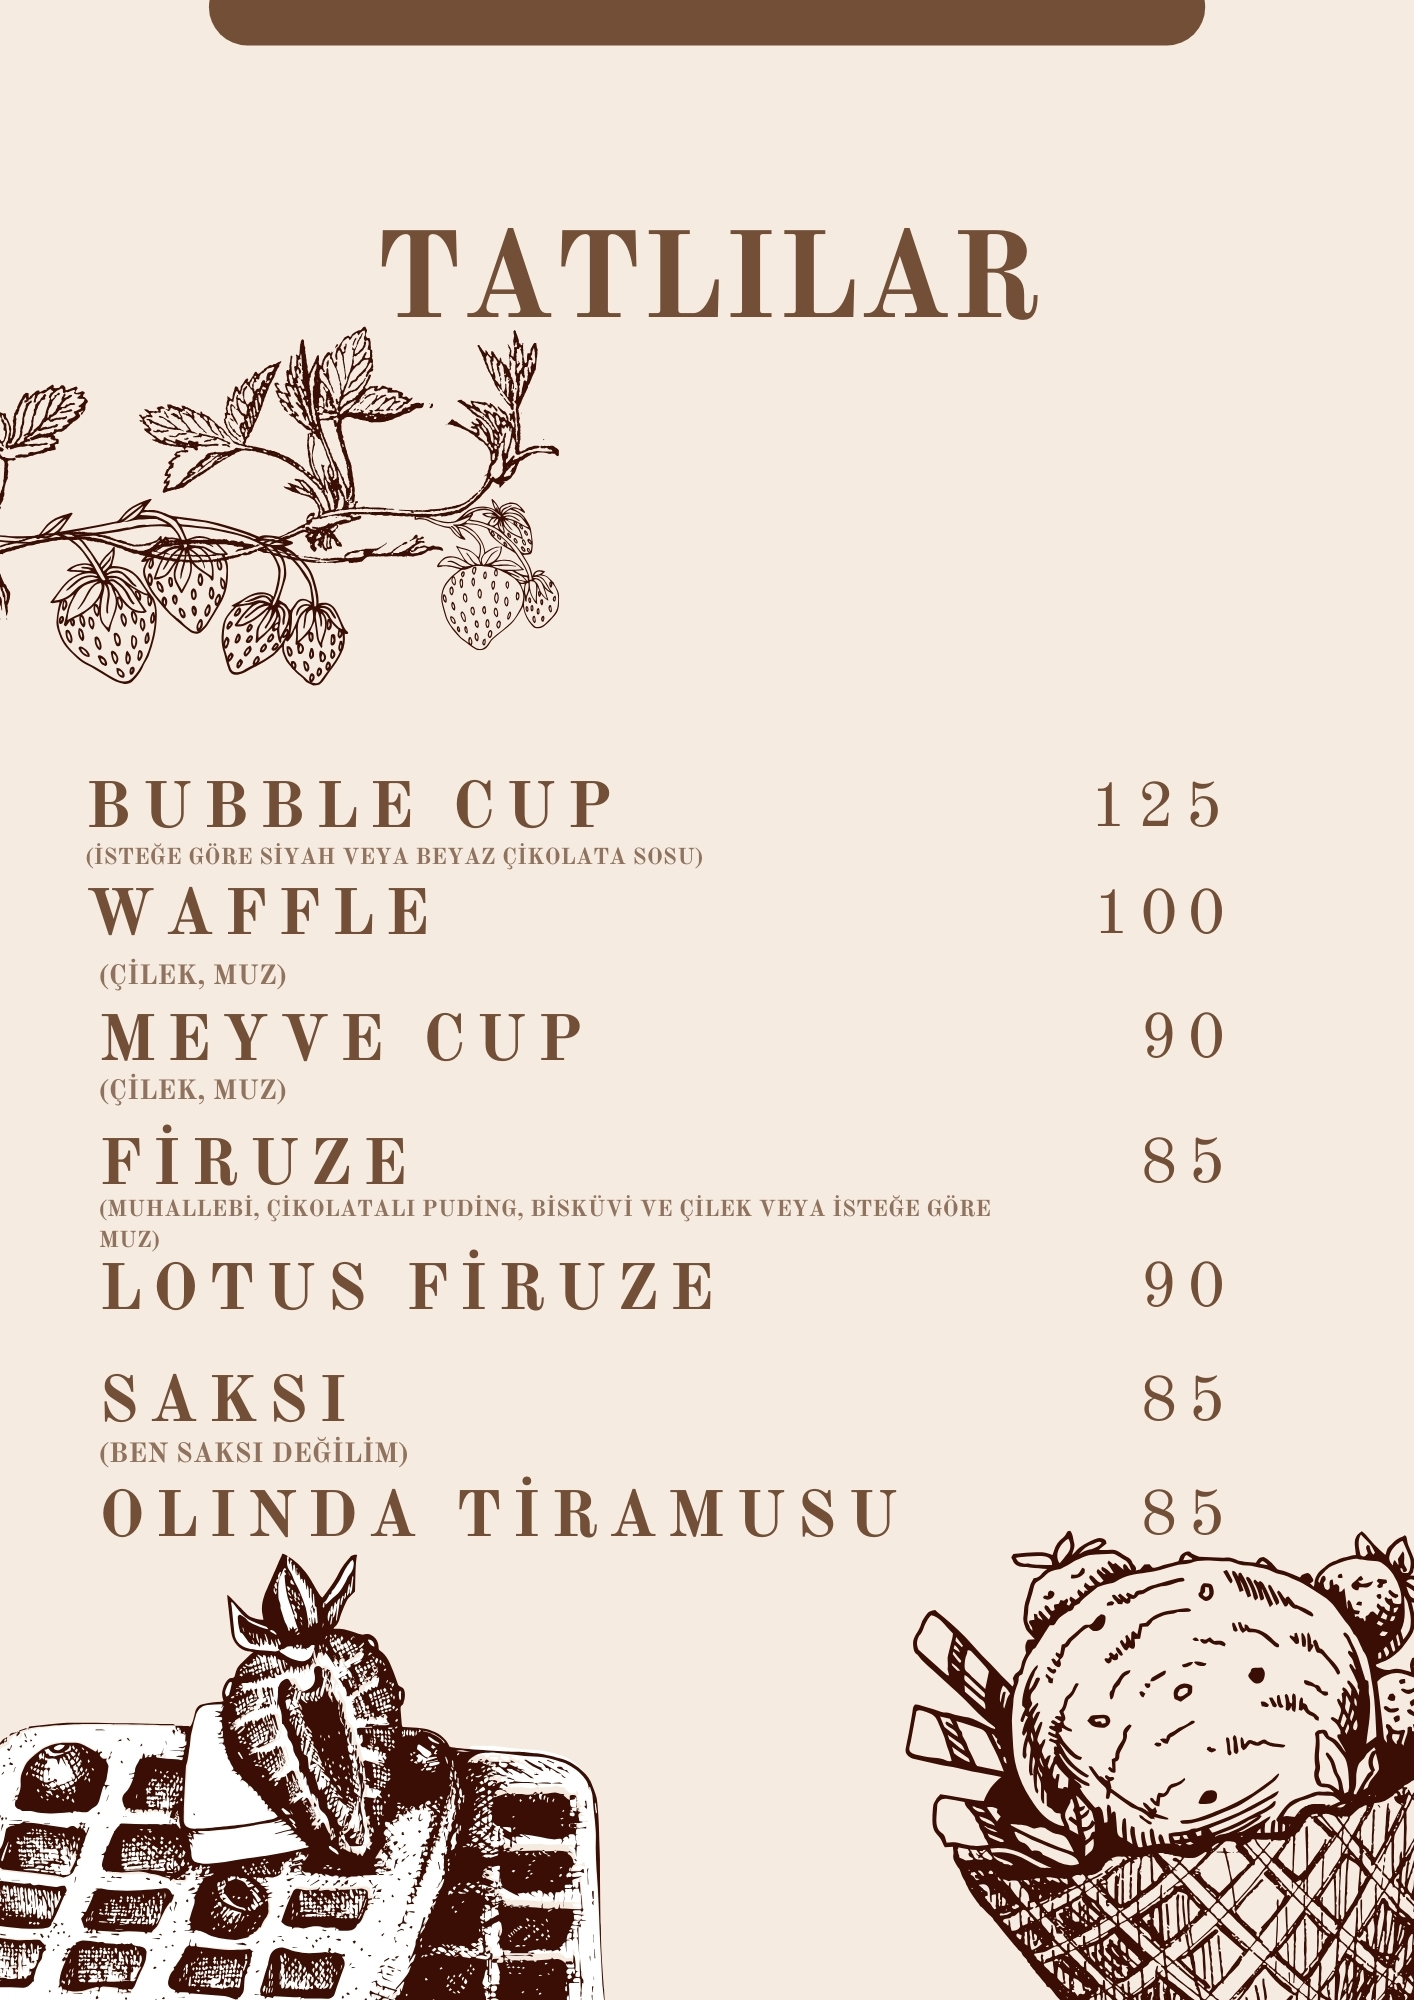 TATLILAR
BUBBLE CUP 125
(İSTEĞE GÖRE SİYAH VEYA BEYAZ ÇİKOLATA SOSU)
WAFFLE 100
(ÇİLEK, MUZ)
MEYVE CUP 90
(ÇİLEK, MUZ)
FİRUZE 85
(MUHALLEBİ, ÇİKOLATALI PUDİNG, BİSKÜVİ VE ÇİLEK VEYA İSTEĞE GÖRE
MUZ)
LOTUS FİRUZE 90
SAKSI 85
(BEN SAKSI DEĞİLİM)
OLINDA TİRAMUSU 85